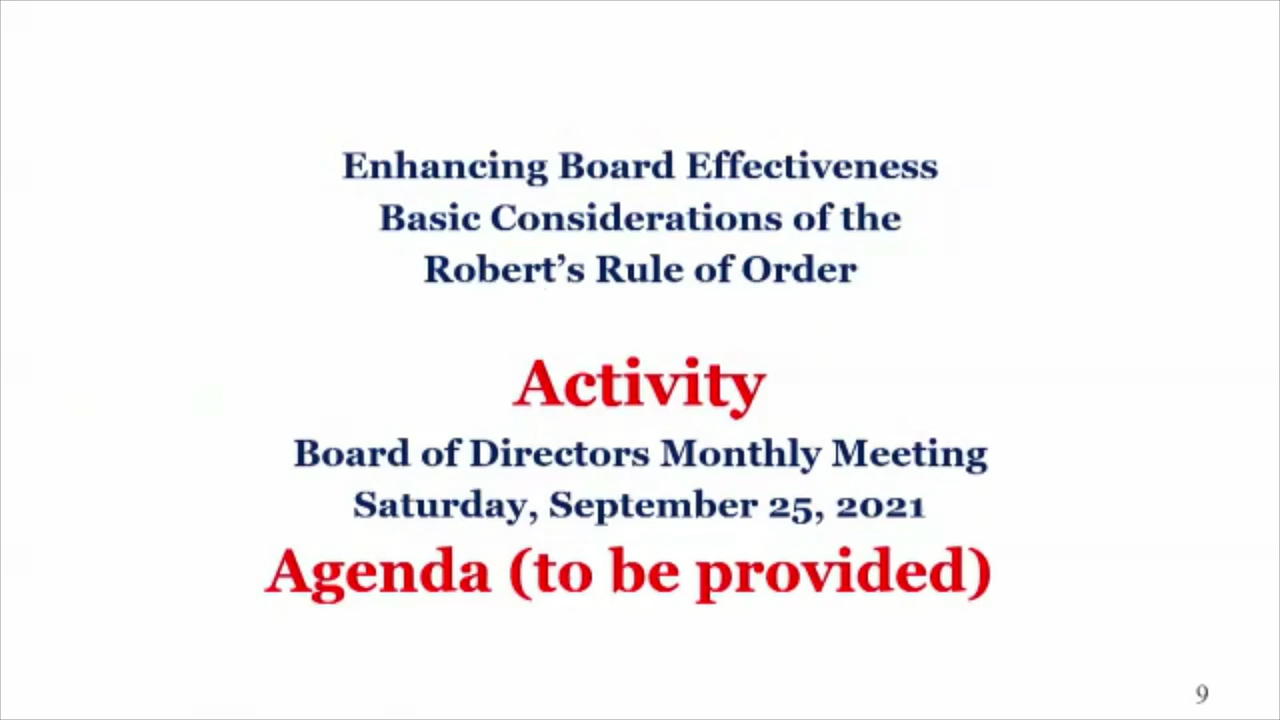 Enhancing Board Effectiveness
Basic Considerations of the
Robert’s Rule of Order
Activity
Board of Directors Monthly Meeting
Saturday, September 25, 2021
Agenda (to be provided)
9